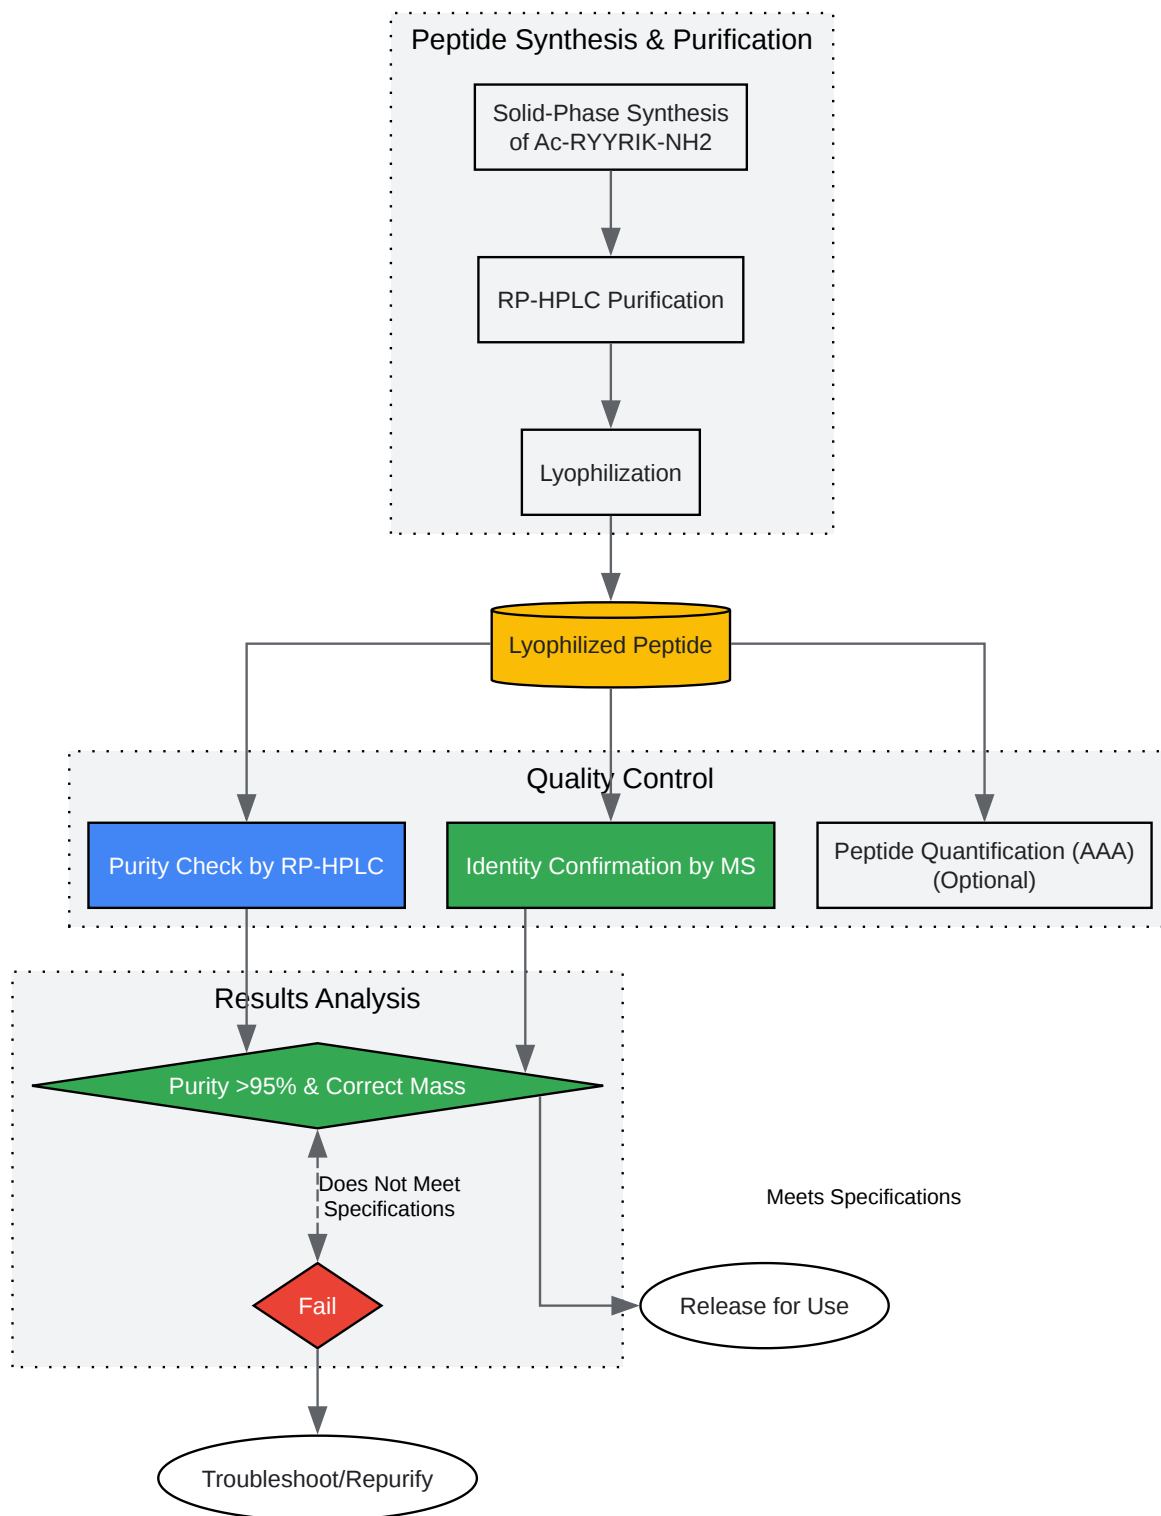 Peptide Synthesis & Purification
Solid-Phase Synthesis
of Ac-RYYRIK-NH2
RP-HPLC Purification
Lyophilization
Lyophilized Peptide
Quality Control
Purity Check by RP-HPLC
Identity Confirmation by MS
Peptide Quantification (AAA)
(Optional)
Results Analysis
Purity >95% & Correct Mass
Does Not Meet
Specifications
Meets Specifications
Fail
Release for Use
Troubleshoot/Repurify